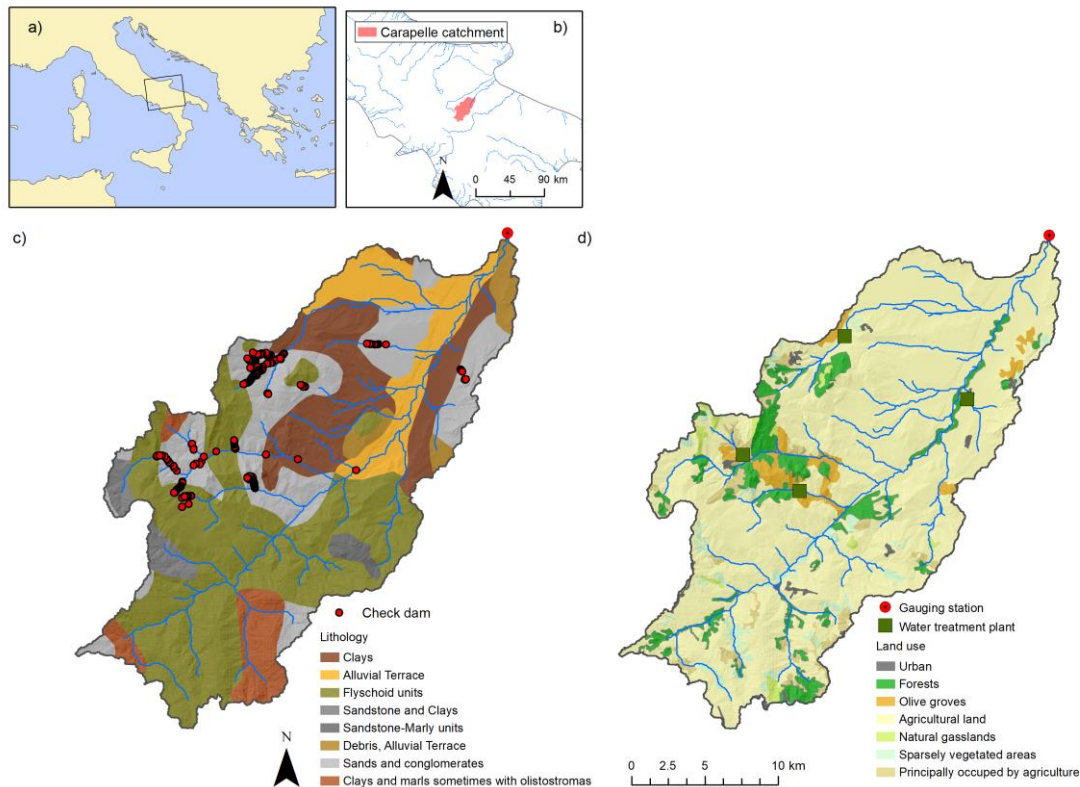 a)
b)
Carapelle catchment
N
0 45 90 km
c)
d)
Check dam
Lithology
Clays
Alluvial Terrace
Flyschoid units
Sandstone and Clays
Sandstone-Marly units
Debris, Alluvial Terrace
Sands and conglomerates
Clays and marls sometimes with olistostromas
N
Gauging station
Water treatment plant
Land use
Urban
Forests
Olive groves
Agricultural land
Natural gasslands
Sparsely vegetated areas
Principally occuped by agriculture
0 2.5 5 10 km